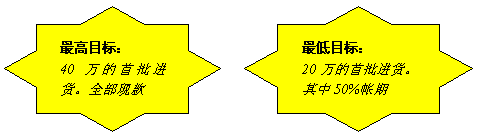 最高目标：
40 万的首批进
货。全部现款
最低目标：
20 万的首批进货。
其中 50%帐期